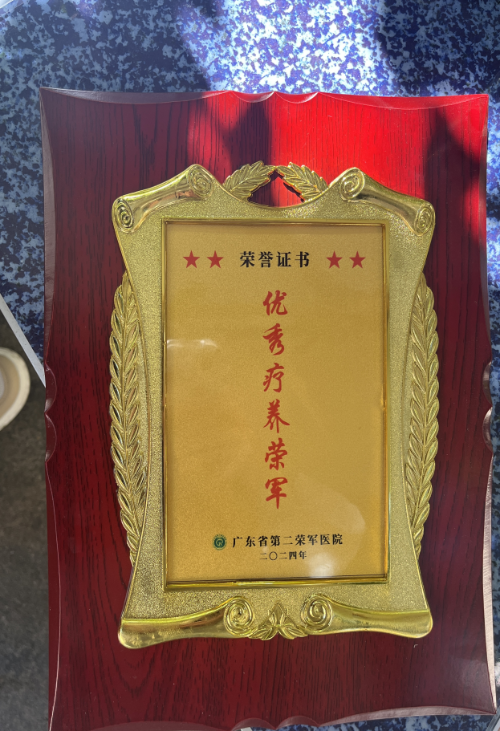 ★★ 荣誉证书 ★★
优秀疗养荣军
广东省第二荣军医院
二〇二四年